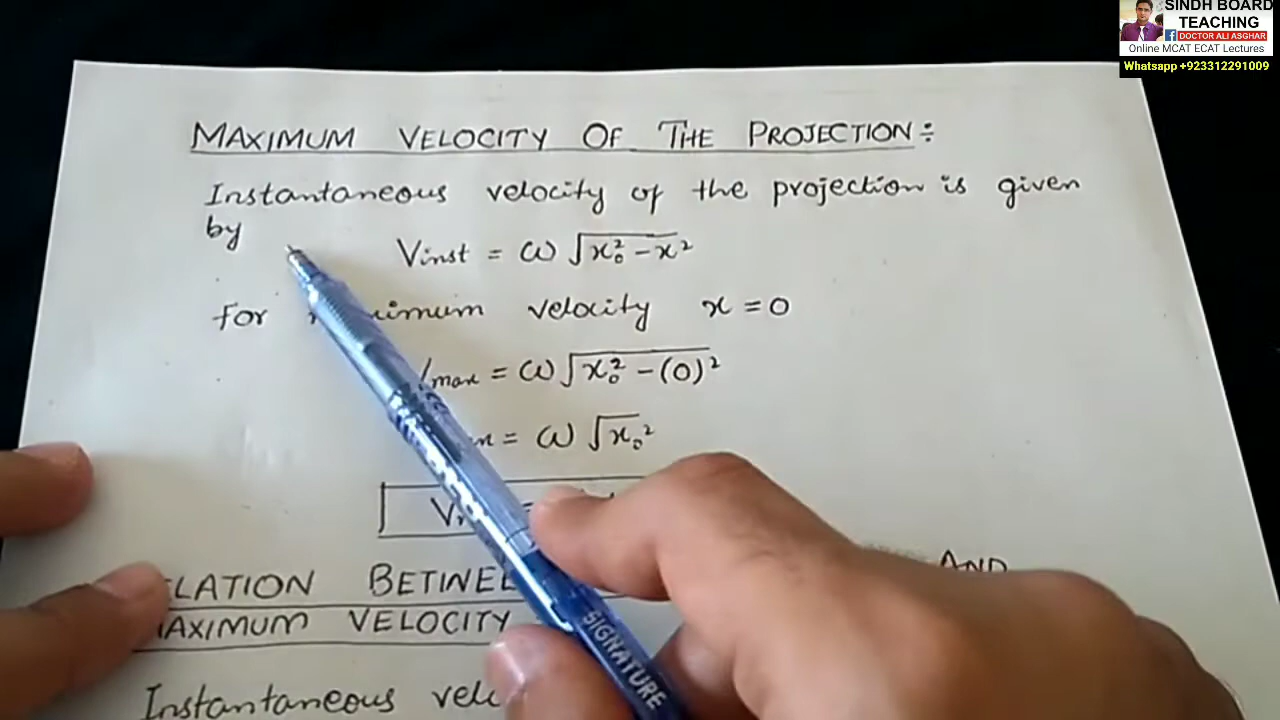 SINDH BOARD
TEACHING
DOCTOR ALI ASGHAR
Online MCAT ECAT Lectures
Whatsapp +923312291009
MAXIMUM VELOCITY OF THE PROJECTION:
Instantaneous velocity of the projection is given
by
Vinst = ω √x₀² - x²
For velocity x = 0
max = ω √x₀² - (0)²
= ω √x₀²
AND
BETWEE
MAXIMUM VELOCITY
Instantaneous